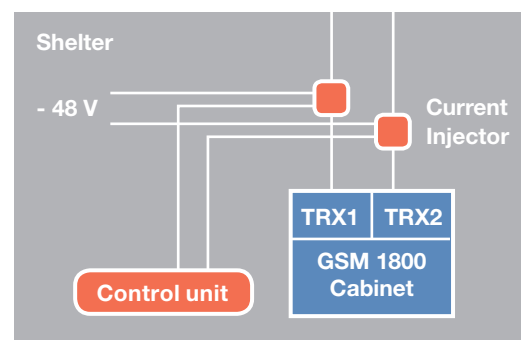 Shelter
- 48 V
Current
Injector
TRX1
TRX2
GSM 1800
Cabinet
Control unit